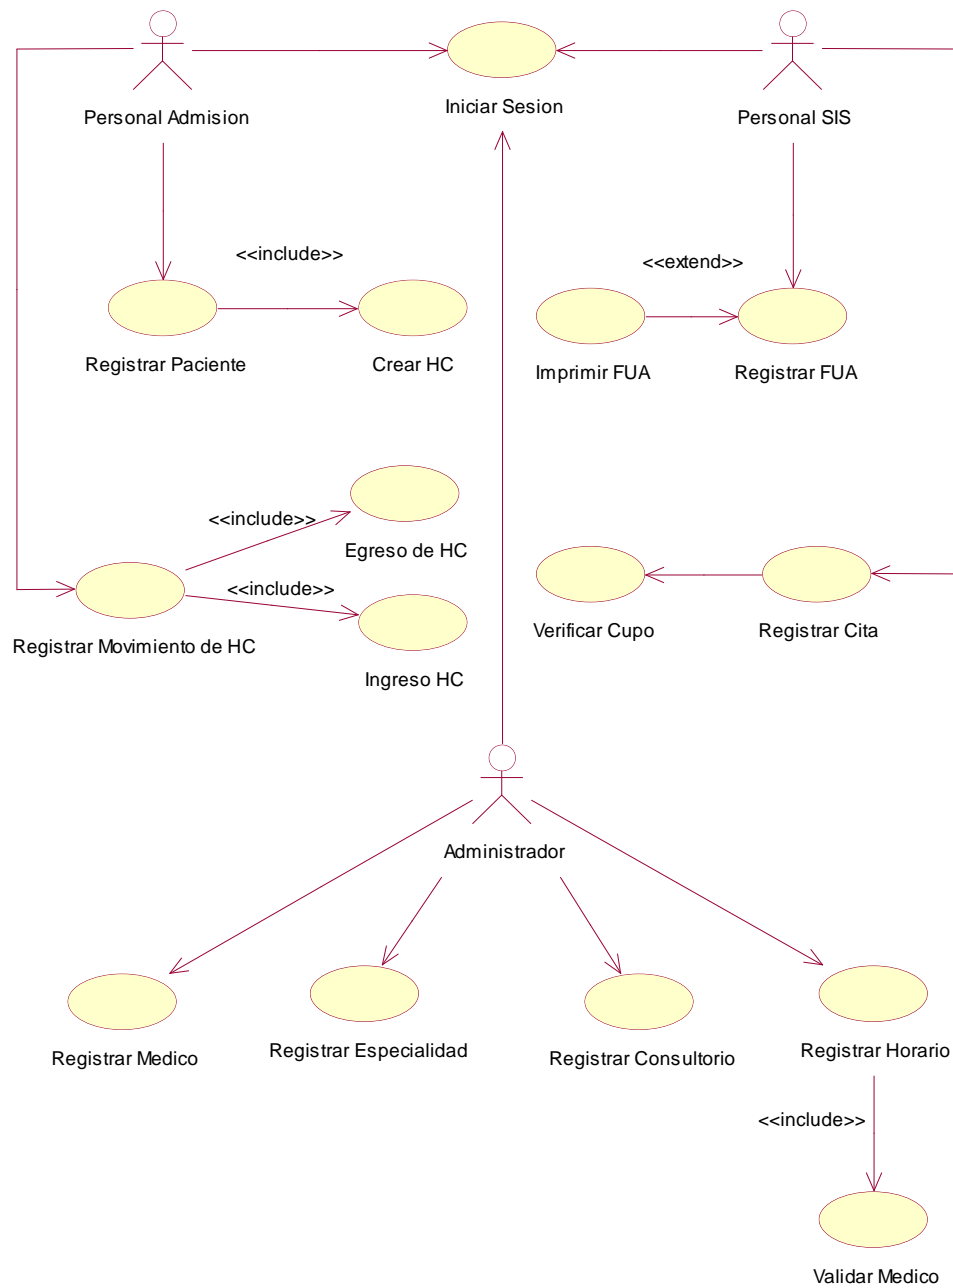 Personal Admision
Iniciar Sesion
Personal SIS
<<include>>
<<extend>>
Registrar Paciente
Crear HC
Imprimir FUA
Registrar FUA
<<include>>
Egreso de HC
<<include>>
Registrar Movimiento de HC
Ingreso HC
Verificar Cupo
Registrar Cita
Administrador
Registrar Medico
Registrar Especialidad
Registrar Consultorio
Registrar Horario
<<include>>
Validar Medico